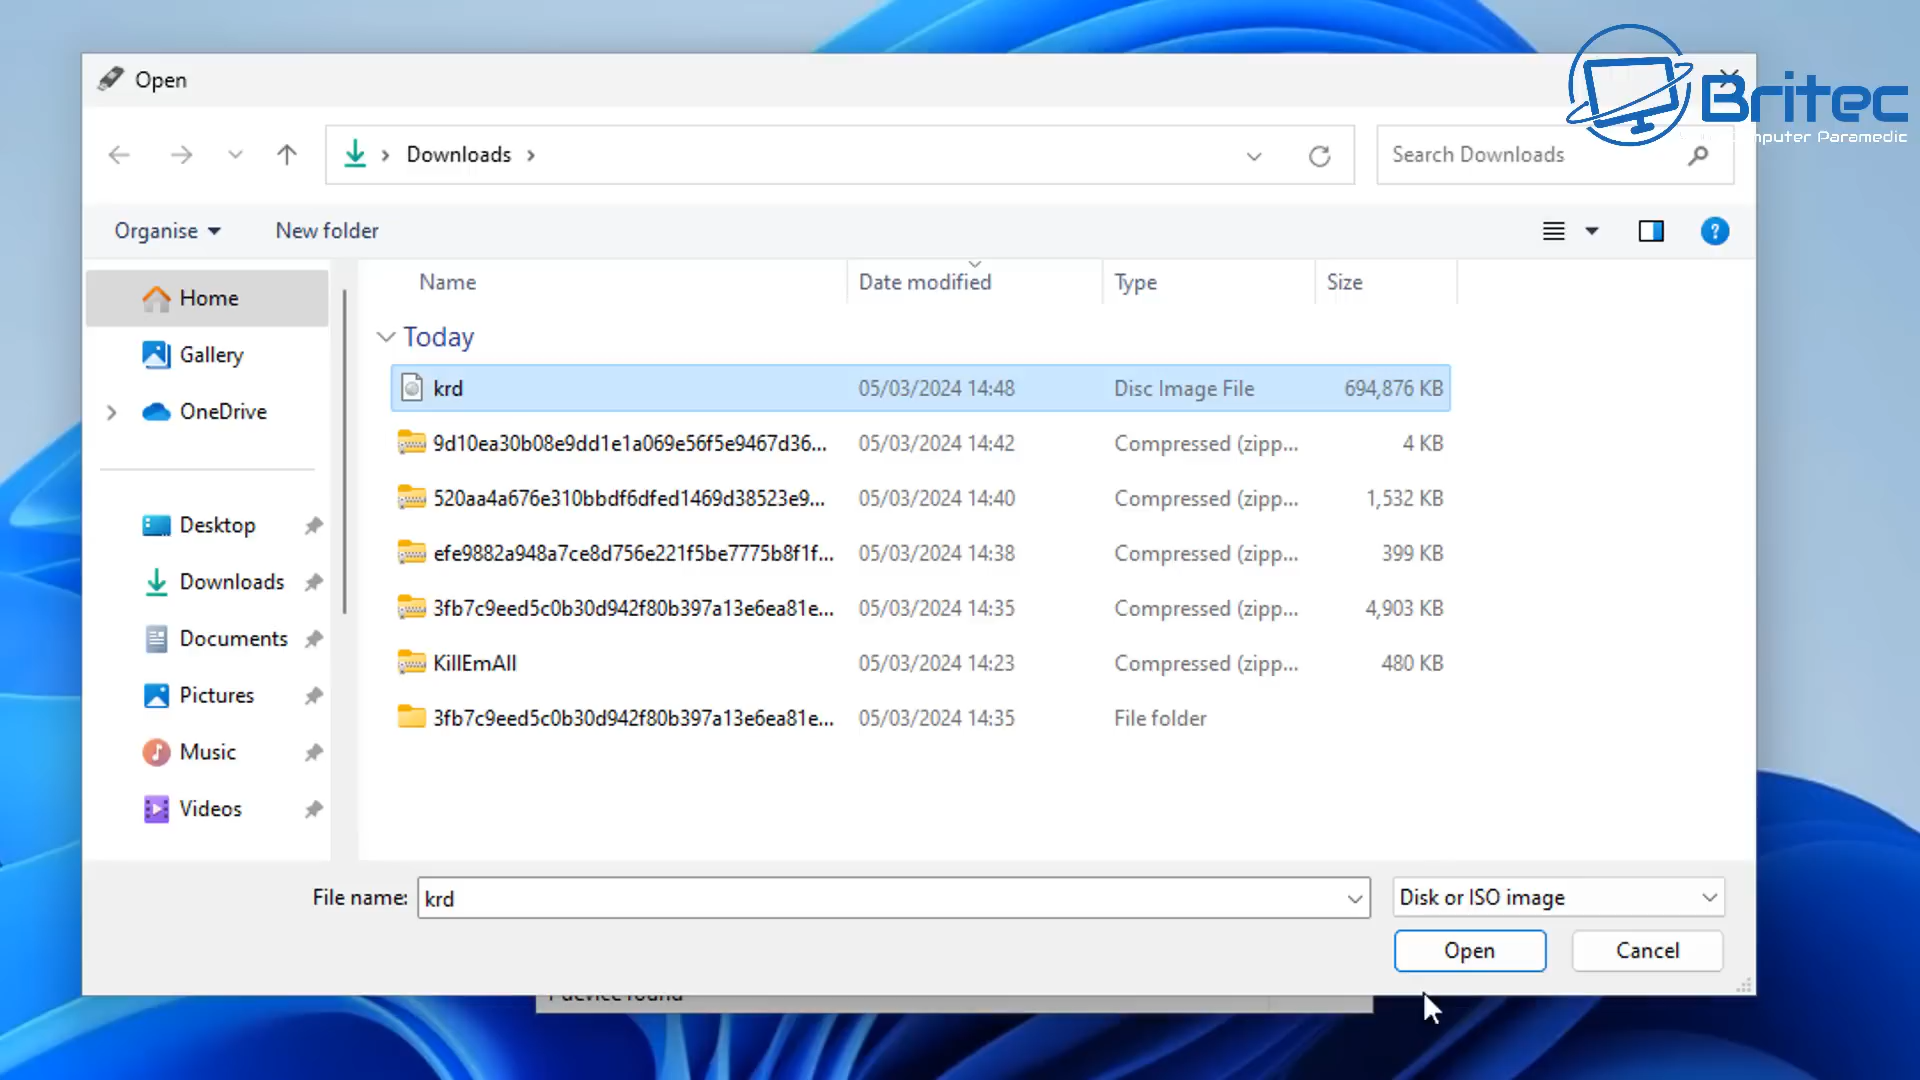 Open
Britec
Computer Paramedic
Downloads
Search Downloads
Organise
New folder
Name
Date modified
Type
Size
Home
Gallery
OneDrive
Desktop
Downloads
Documents
Pictures
Music
Videos
Today
krd 05/03/2024 14:48 Disc Image File 694,876 KB
9d10ea30b08e9dd1e1a069e56f5e9467d36... 05/03/2024 14:42 Compressed (zipp... 4 KB
520aa4a676e310bbdf6dfed1469d38523e9... 05/03/2024 14:40 Compressed (zipp... 1,532 KB
efe9882a948a7ce8d756e221f5be7775b8f1f... 05/03/2024 14:38 Compressed (zipp... 399 KB
3fb7c9eed5c0b30d942f80b397a13e6ea81e... 05/03/2024 14:35 Compressed (zipp... 4,903 KB
KillEmAll 05/03/2024 14:23 Compressed (zipp... 480 KB
3fb7c9eed5c0b30d942f80b397a13e6ea81e... 05/03/2024 14:35 File folder
File name: krd
Disk or ISO image
Open
Cancel
1 device found